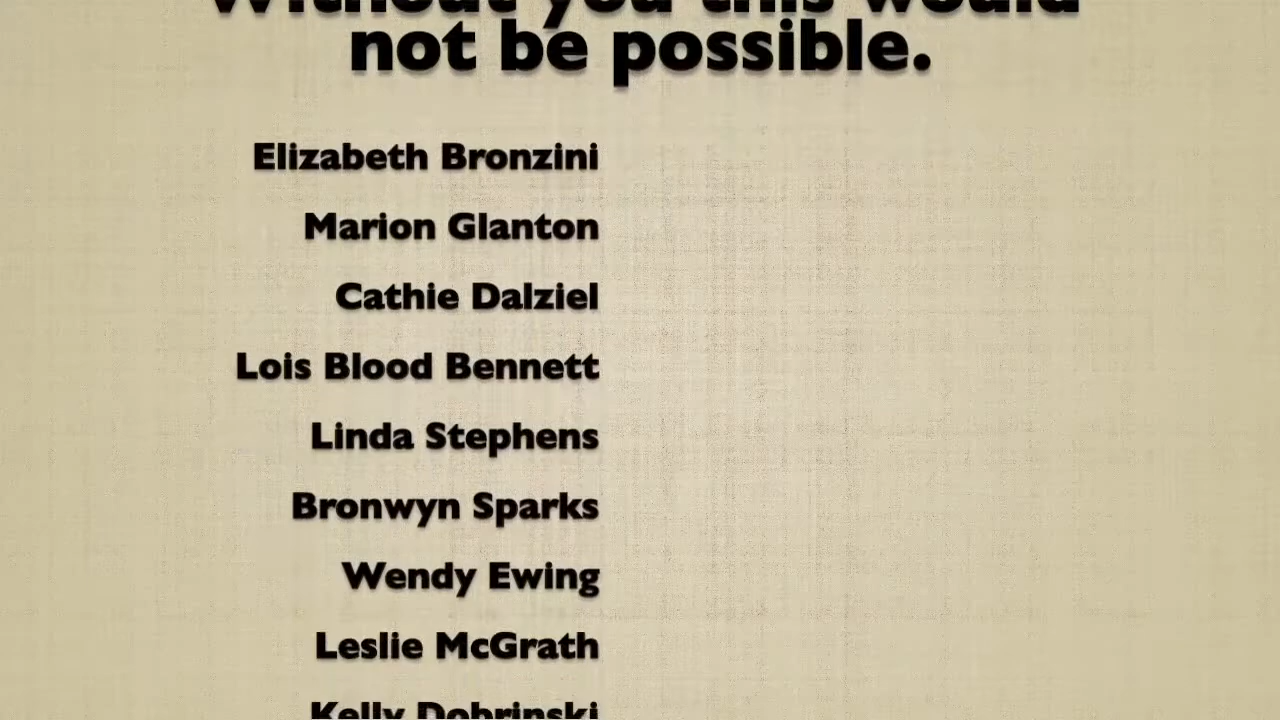 Without you this would
not be possible.
Elizabeth Bronzini
Marion Glanton
Cathie Dalziel
Lois Blood Bennett
Linda Stephens
Bronwyn Sparks
Wendy Ewing
Leslie McGrath
Kelly Dobrinski